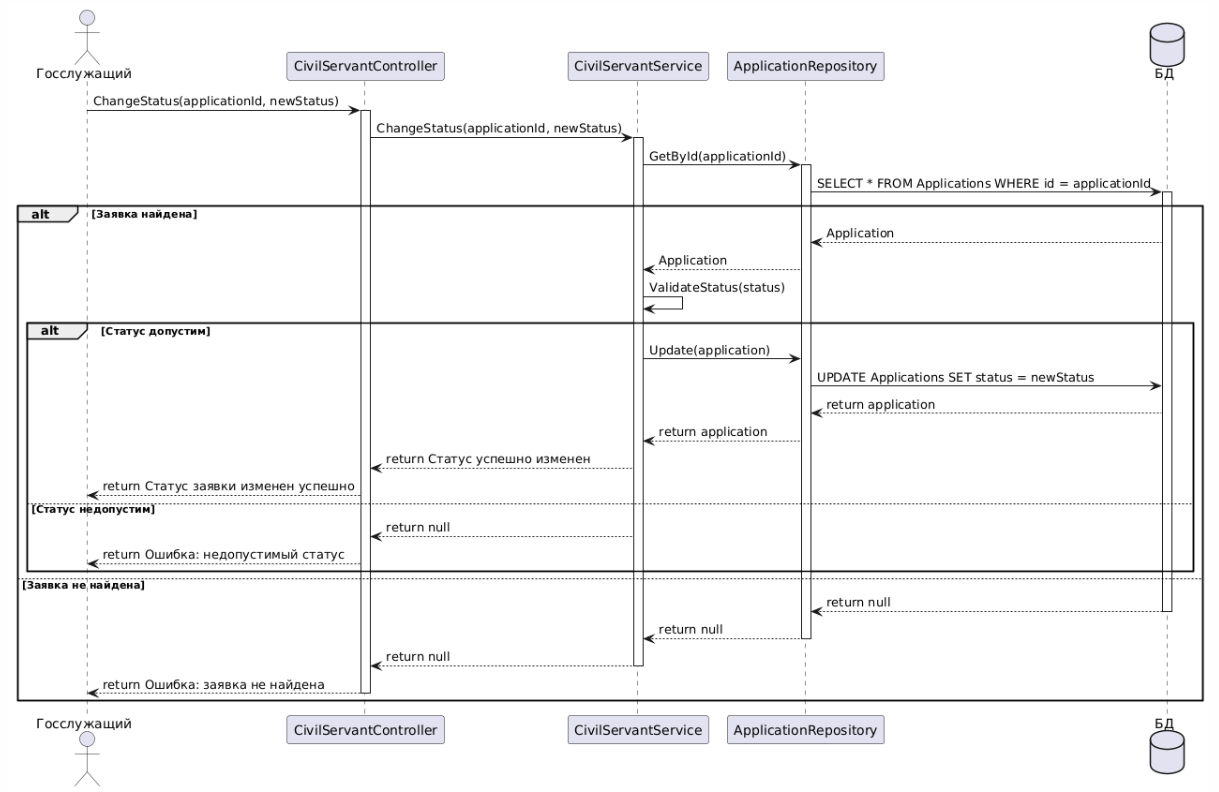 Госслужащий
CivilServantController
CivilServantService
ApplicationRepository
БД
ChangeStatus(applicationId, newStatus)
ChangeStatus(applicationId, newStatus)
GetById(applicationId)
SELECT * FROM Applications WHERE id = applicationId
alt [Заявка найдена]
Application
Application
ValidateStatus(status)
alt [Статус допустим]
Update(application)
UPDATE Applications SET status = newStatus
return application
return application
return Статус успешно изменен
return Статус заявки изменен успешно
[Статус недопустим]
return null
return Ошибка: недопустимый статус
[Заявка не найдена]
return null
return null
return null
return Ошибка: заявка не найдена
Госслужащий
CivilServantController
CivilServantService
ApplicationRepository
БД